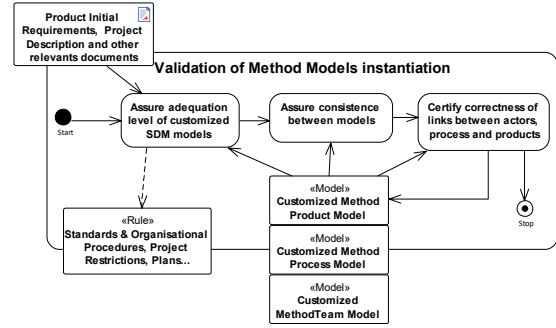 Product Initial
Requirements, Project
Description and other
relevants documents
Validation of Method Models instantiation
Start
Assure adequation
level of customized
SDM models
Assure consistence
between models
Certify correctness of
links between actors,
process and products
«Rule»
Standards & Organisational
Procedures, Project
Restrictions, Plans...
«Model»
Customized Method
Product Model
Stop
«Model»
Customized Method
Process Model
«Model»
Customized
MethodTeam Model